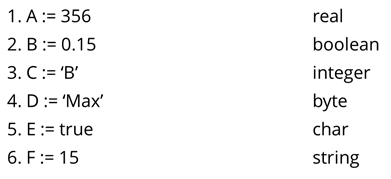 1. A := 356 real
2. B := 0.15 boolean
3. C := ‘B’ integer
4. D := ‘Max’ byte
5. E := true char
6. F := 15 string